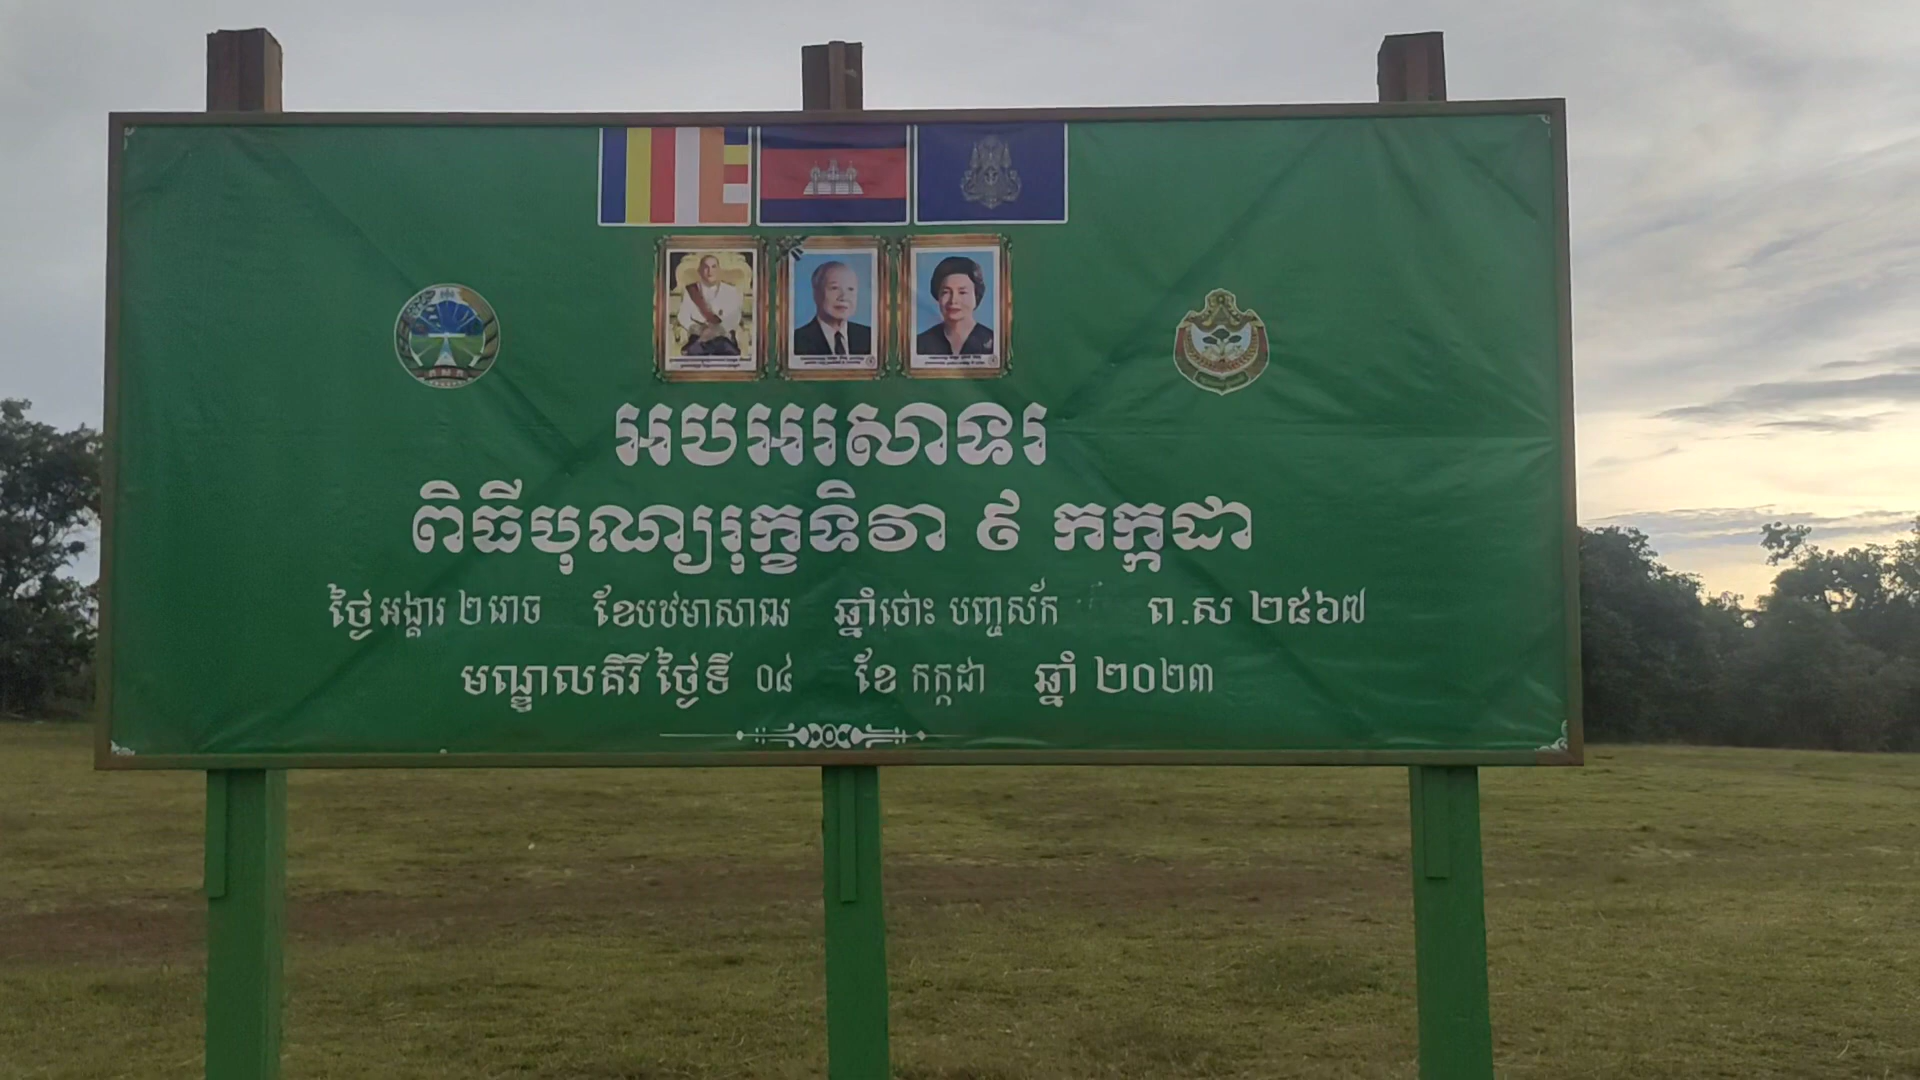 អបអរសាទរ
ពិធីបុណ្យរុក្ខទិវា ៩ កក្កដា
ថ្ងៃអង្គារ ២រោច ខែបឋមាសាឍ ឆ្នាំថោះ បញ្ចស័ក ព.ស ២៥៦៧
មណ្ឌលគិរី ថ្ងៃទី ០៤ ខែ កក្កដា ឆ្នាំ ២០២៣